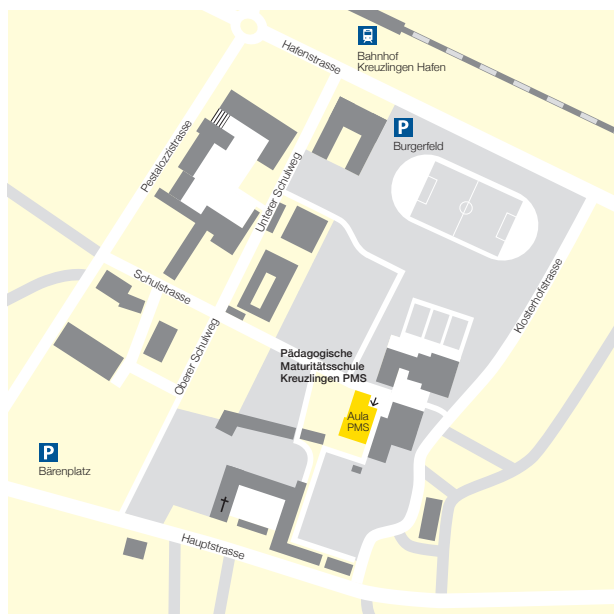 Bahnhof
Kreuzlingen Hafen
Hafenstrasse
P
Burgerfeld
Pestalozzistrasse
Unterer Schulweg
Schulstrasse
Klosterhofstrasse
Oberer Schulweg
Pädagogische
Maturitätsschule
Kreuzlingen PMS
Aula
PMS
P
Bärenplatz
Hauptstrasse